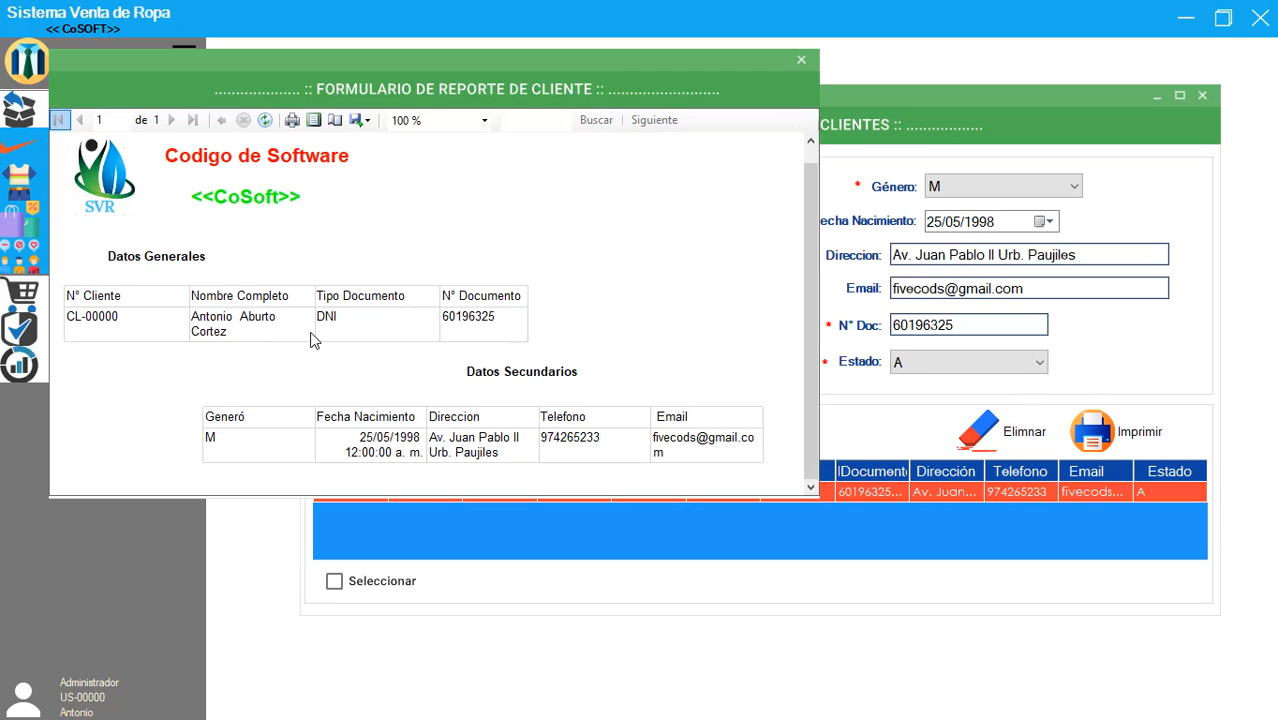 Sistema Venta de Ropa
<< CoSOFT>>
.................... :: FORMULARIO DE REPORTE DE CLIENTE :: ..........................
1 de 1 100 % Buscar Siguiente
Codigo de Software
<<CoSoft>>
SVR
Datos Generales
N° Cliente Nombre Completo Tipo Documento N° Documento
CL-00000 Antonio Aburto DNI 60196325
Cortez
Datos Secundarios
Generó Fecha Nacimiento Direccion Telefono Email
M 25/05/1998 Av. Juan Pablo II 974265233 fivecods@gmail.co
12:00:00 a. m. Urb. Paujiles m
CLIENTES :: ..................
* Género: M
echa Nacimiento: 25/05/1998
Direccion: Av. Juan Pablo II Urb. Paujiles
Email: fivecods@gmail.com
* N° Doc: 60196325
* Estado: A
Elimnar Imprimir
lDocument Dirección Telefono Email Estado
60196325... Av. Juan... 974265233 fivecods... A
Seleccionar
Administrador
US-00000
Antonio